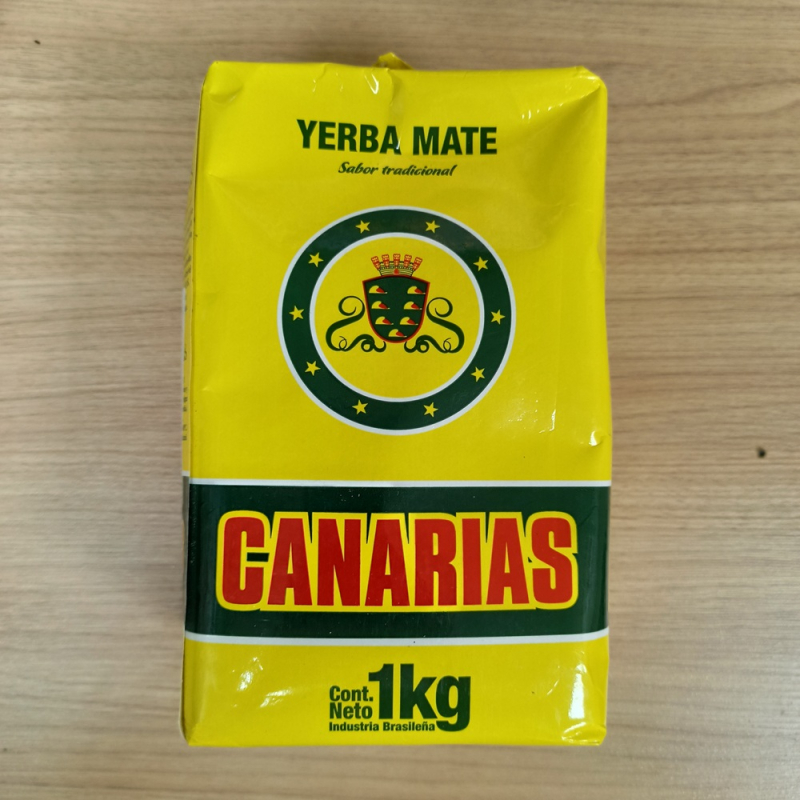 YERBA MATE
Sabor tradicional
CANARIAS
Cont.
Neto 1kg
Industria Brasileña